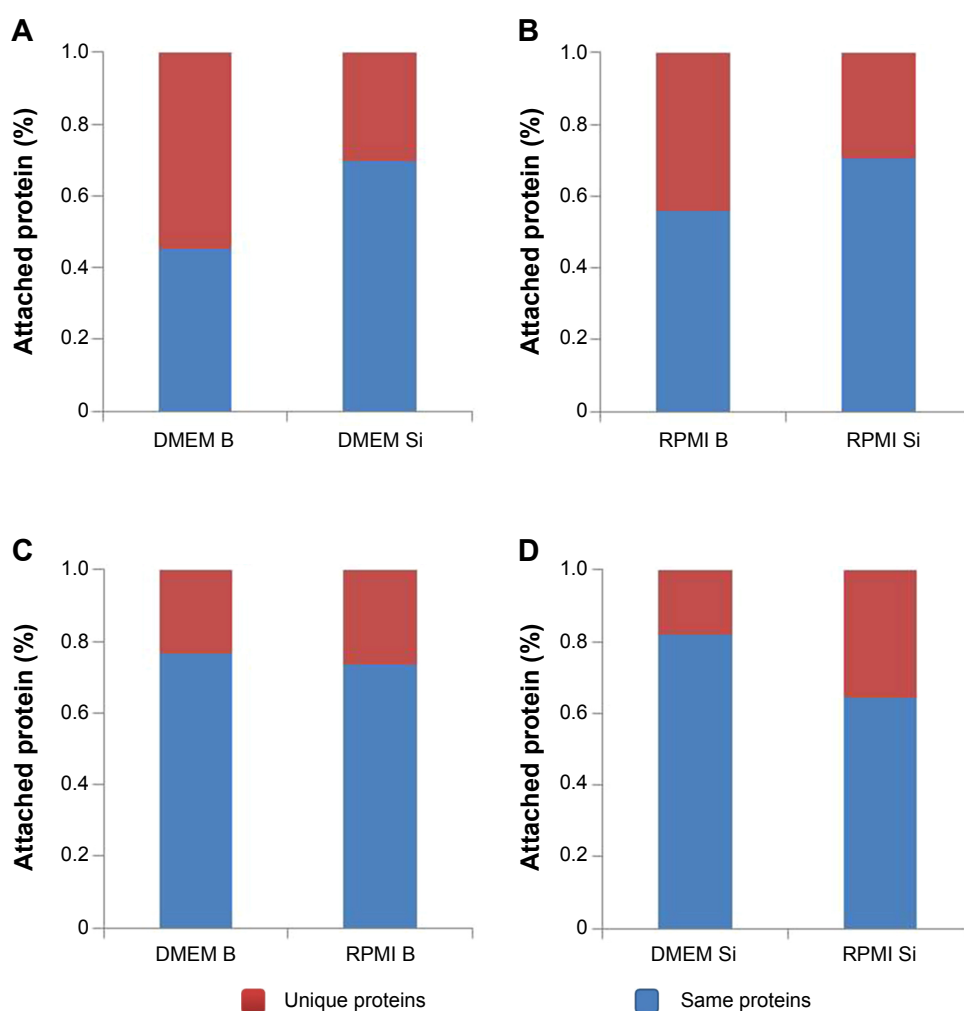 A
Attached protein (%)
1.0
0.8
0.6
0.4
0.2
0
DMEM B
DMEM Si
B
Attached protein (%)
1.0
0.8
0.6
0.4
0.2
0
RPMI B
RPMI Si
C
Attached protein (%)
1.0
0.8
0.6
0.4
0.2
0
DMEM B
RPMI B
D
Attached protein (%)
1.0
0.8
0.6
0.4
0.2
0
DMEM Si
RPMI Si
Unique proteins
Same proteins